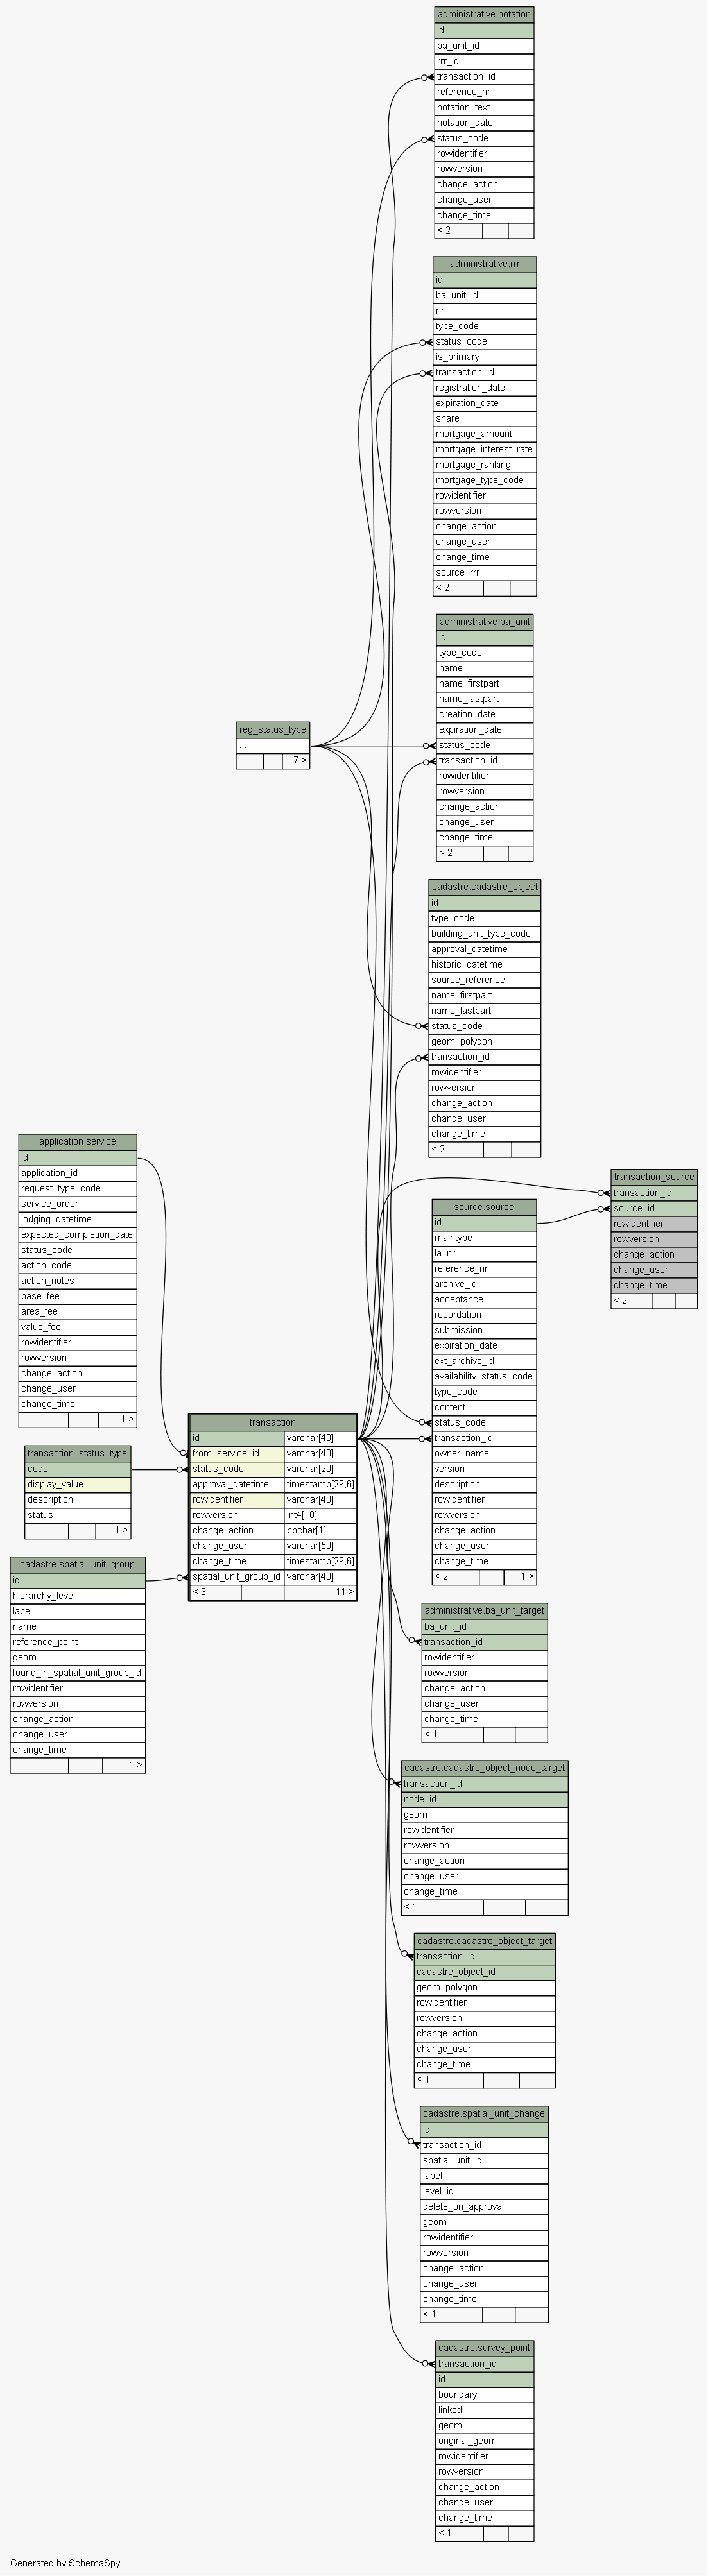 administrative.notation
id
ba_unit_id
rrr_id
transaction_id
reference_nr
notation_text
notation_date
status_code
rowidentifier
rowversion
change_action
change_user
change_time
< 2
administrative.rrr
id
ba_unit_id
nr
type_code
status_code
is_primary
transaction_id
registration_date
expiration_date
share
mortgage_amount
mortgage_interest_rate
mortgage_ranking
mortgage_type_code
rowidentifier
rowversion
change_action
change_user
change_time
source_rrr
< 2
administrative.ba_unit
id
type_code
name
name_firstpart
name_lastpart
creation_date
expiration_date
status_code
transaction_id
rowidentifier
rowversion
change_action
change_user
change_time
< 2
reg_status_type
...
7 >
cadastre.cadastre_object
id
type_code
building_unit_type_code
approval_datetime
historic_datetime
source_reference
name_firstpart
name_lastpart
status_code
geom_polygon
transaction_id
rowidentifier
rowversion
change_action
change_user
change_time
< 2
application.service
id
application_id
request_type_code
service_order
lodging_datetime
expected_completion_date
status_code
action_code
action_notes
base_fee
area_fee
value_fee
rowidentifier
rowversion
change_action
change_user
change_time
1 >
transaction_source
transaction_id
source_id
rowidentifier
rowversion
change_action
change_user
change_time
< 2
source.source
id
maintype
la_nr
reference_nr
archive_id
acceptance
recordation
submission
expiration_date
ext_archive_id
availability_status_code
type_code
content
status_code
transaction_id
owner_name
version
description
rowidentifier
rowversion
change_action
change_user
change_time
< 2 1 >
transaction
id varchar[40]
from_service_id varchar[40]
status_code varchar[20]
approval_datetime timestamp[29,6]
rowidentifier varchar[40]
rowversion int4[10]
change_action bpchar[1]
change_user varchar[50]
change_time timestamp[29,6]
spatial_unit_group_id varchar[40]
< 3 11 >
transaction_status_type
code
display_value
description
status
1 >
cadastre.spatial_unit_group
id
hierarchy_level
label
name
reference_point
geom
found_in_spatial_unit_group_id
rowidentifier
rowversion
change_action
change_user
change_time
1 >
administrative.ba_unit_target
ba_unit_id
transaction_id
rowidentifier
rowversion
change_action
change_user
change_time
< 1
cadastre.cadastre_object_node_target
transaction_id
node_id
geom
rowidentifier
rowversion
change_action
change_user
change_time
< 1
cadastre.cadastre_object_target
transaction_id
cadastre_object_id
geom_polygon
rowidentifier
rowversion
change_action
change_user
change_time
< 1
cadastre.spatial_unit_change
id
transaction_id
spatial_unit_id
label
level_id
delete_on_approval
geom
rowidentifier
rowversion
change_action
change_user
change_time
< 1
cadastre.survey_point
transaction_id
id
boundary
linked
geom
original_geom
rowidentifier
rowversion
change_action
change_user
change_time
< 1
Generated by SchemaSpy